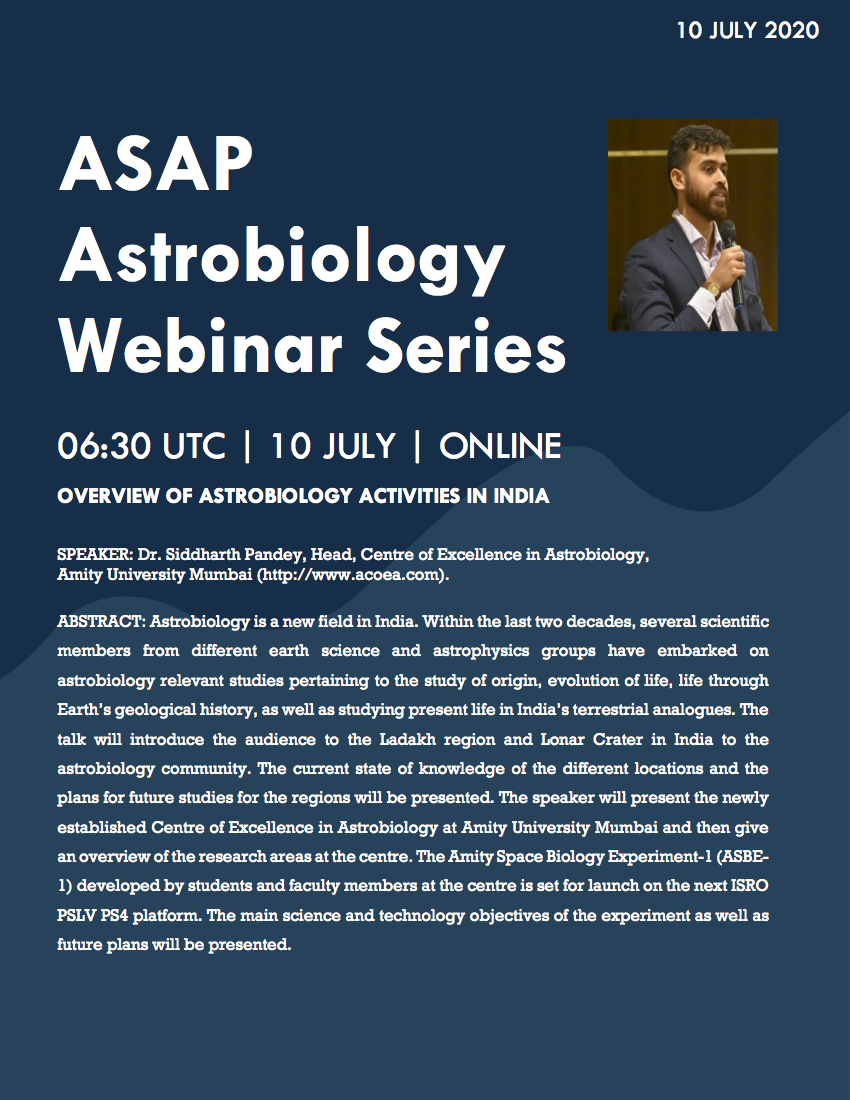 10 JULY 2020
ASAP
Astrobiology
Webinar Series
06:30 UTC | 10 JULY | ONLINE
OVERVIEW OF ASTROBIOLOGY ACTIVITIES IN INDIA
SPEAKER: Dr. Siddharth Pandey, Head, Centre of Excellence in Astrobiology,
Amity University Mumbai (http://www.acoea.com).
ABSTRACT: Astrobiology is a new field in India. Within the last two decades, several scientific
members from different earth science and astrophysics groups have embarked on
astrobiology relevant studies pertaining to the study of origin, evolution of life, life through
Earth's geological history, as well as studying present life in India's terrestrial analogues. The
talk will introduce the audience to the Ladakh region and Lonar Crater in India to the
astrobiology community. The current state of knowledge of the different locations and the
plans for future studies for the regions will be presented. The speaker will present the newly
established Centre of Excellence in Astrobiology at Amity University Mumbai and then give
an overview of the research areas at the centre. The Amity Space Biology Experiment-1 (ASBE-
1) developed by students and faculty members at the centre is set for launch on the next ISRO
PSLV PS4 platform. The main science and technology objectives of the experiment as well as
future plans will be presented.